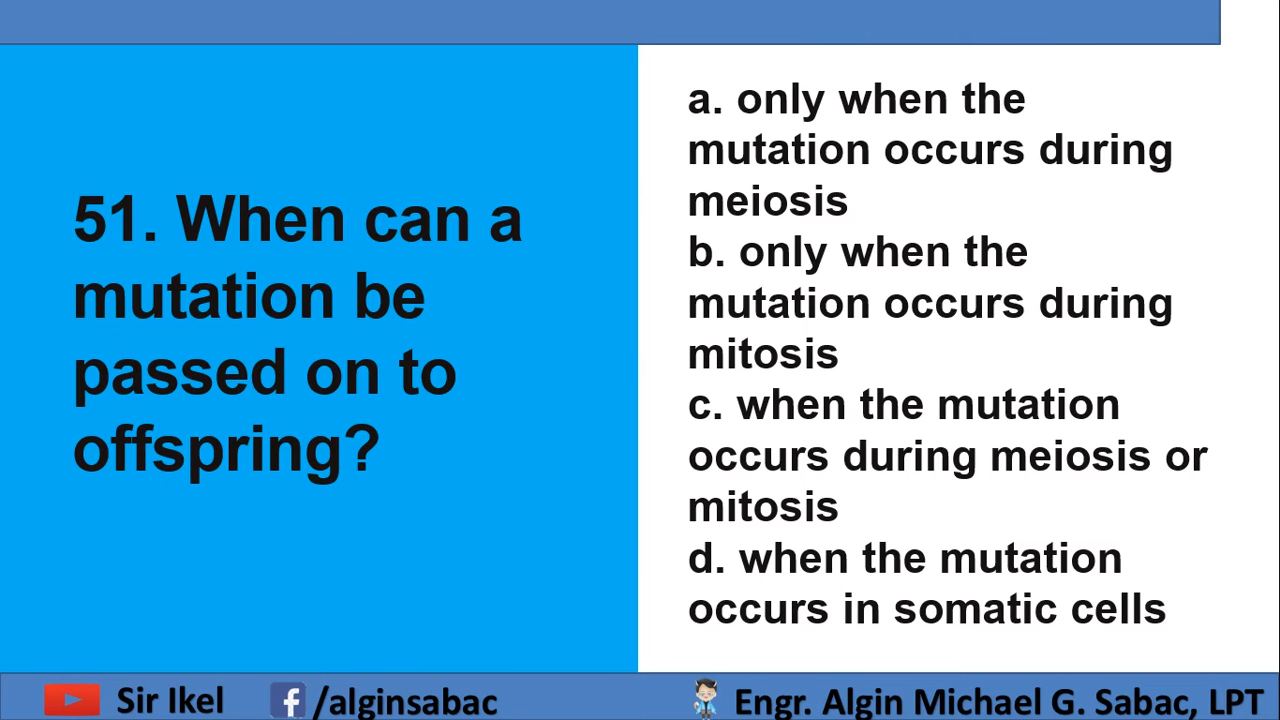 51. When can a
mutation be
passed on to
offspring?
a. only when the
mutation occurs during
meiosis
b. only when the
mutation occurs during
mitosis
c. when the mutation
occurs during meiosis or
mitosis
d. when the mutation
occurs in somatic cells
Sir Ikel
/alginsabac
Engr. Algin Michael G. Sabac, LPT